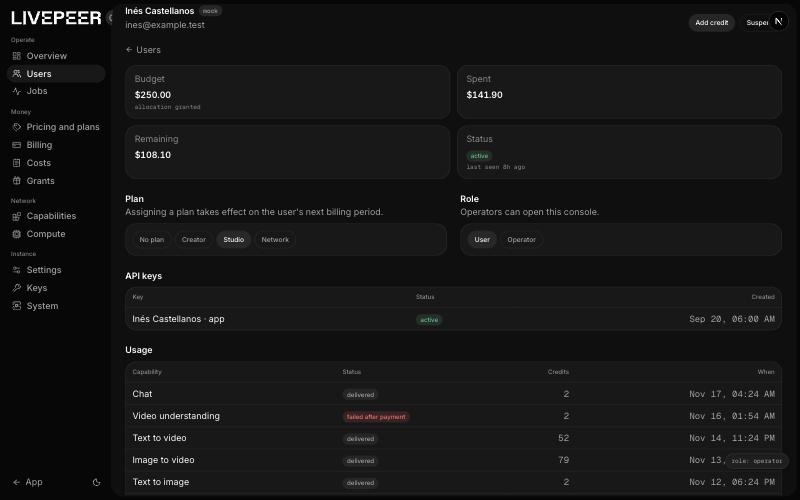 LIVEPEER
Operate
Overview
Users
Jobs
Money
Pricing and plans
Billing
Costs
Grants
Network
Capabilities
Compute
Instance
Settings
Keys
System
← App
Inés Castellanos mock
ines@example.test
Add credit
N
← Users
Budget
$250.00
allocation granted
Spent
$141.90
Remaining
$108.10
Status
active
last seen 8h ago
Plan
Assigning a plan takes effect on the user's next billing period.
No plan Creator Studio Network
Role
Operators can open this console.
User Operator
API keys
Key Status Created
Inés Castellanos · app active Sep 20, 06:00 AM
Usage
Capability Status Credits When
Chat delivered 2 Nov 17, 04:24 AM
Video understanding failed after payment 2 Nov 16, 01:54 AM
Text to video delivered 52 Nov 14, 11:24 PM
Image to video delivered 79 Nov 13,
role: operator
Text to image delivered 2 Nov 12, 06:24 PM